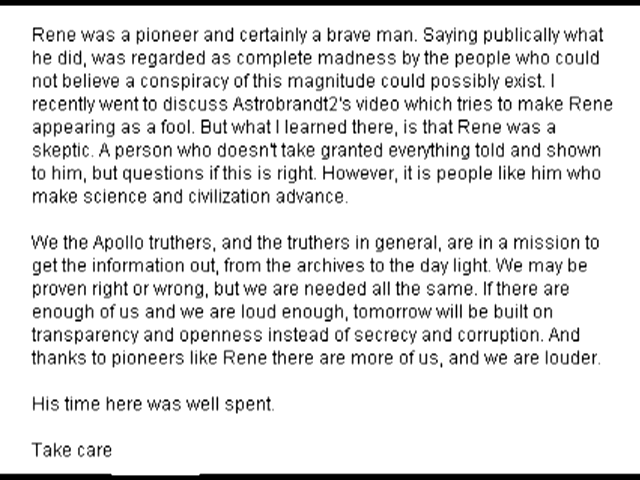 Rene was a pioneer and certainly a brave man. Saying publically what
he did, was regarded as complete madness by the people who could
not believe a conspiracy of this magnitude could possibly exist. I
recently went to discuss Astrobrandt2's video which tries to make Rene
appearing as a fool. But what I learned there, is that Rene was a
skeptic. A person who doesn't take granted everything told and shown
to him, but questions if this is right. However, it is people like him who
make science and civilization advance.

We the Apollo truthers, and the truthers in general, are in a mission to
get the information out, from the archives to the day light. We may be
proven right or wrong, but we are needed all the same. If there are
enough of us and we are loud enough, tomorrow will be built on
transparency and openness instead of secrecy and corruption. And
thanks to pioneers like Rene there are more of us, and we are louder.

His time here was well spent.

Take care